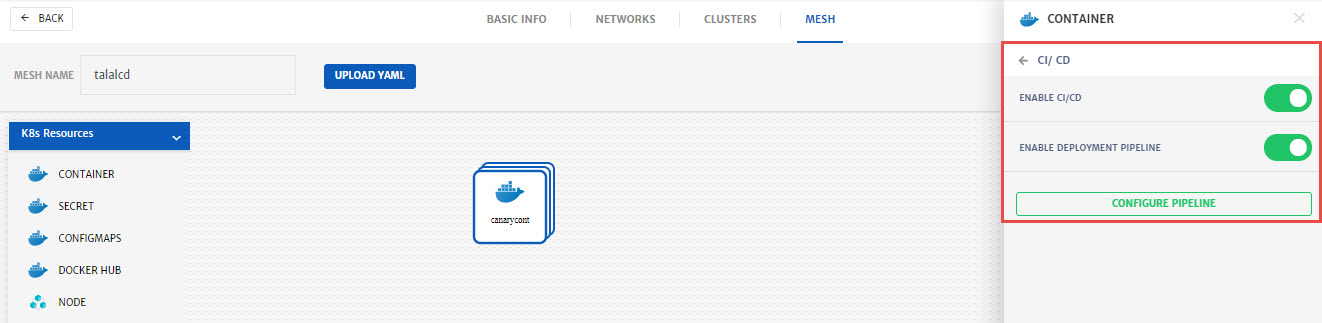 BACK
BASIC INFO
NETWORKS
CLUSTERS
MESH
CONTAINER
MESH NAME
talalcd
UPLOAD YAML
CI/ CD
ENABLE CI/CD
ENABLE DEPLOYMENT PIPELINE
CONFIGURE PIPELINE
K8s Resources
CONTAINER
SECRET
CONFIGMAPS
DOCKER HUB
NODE
canarycont